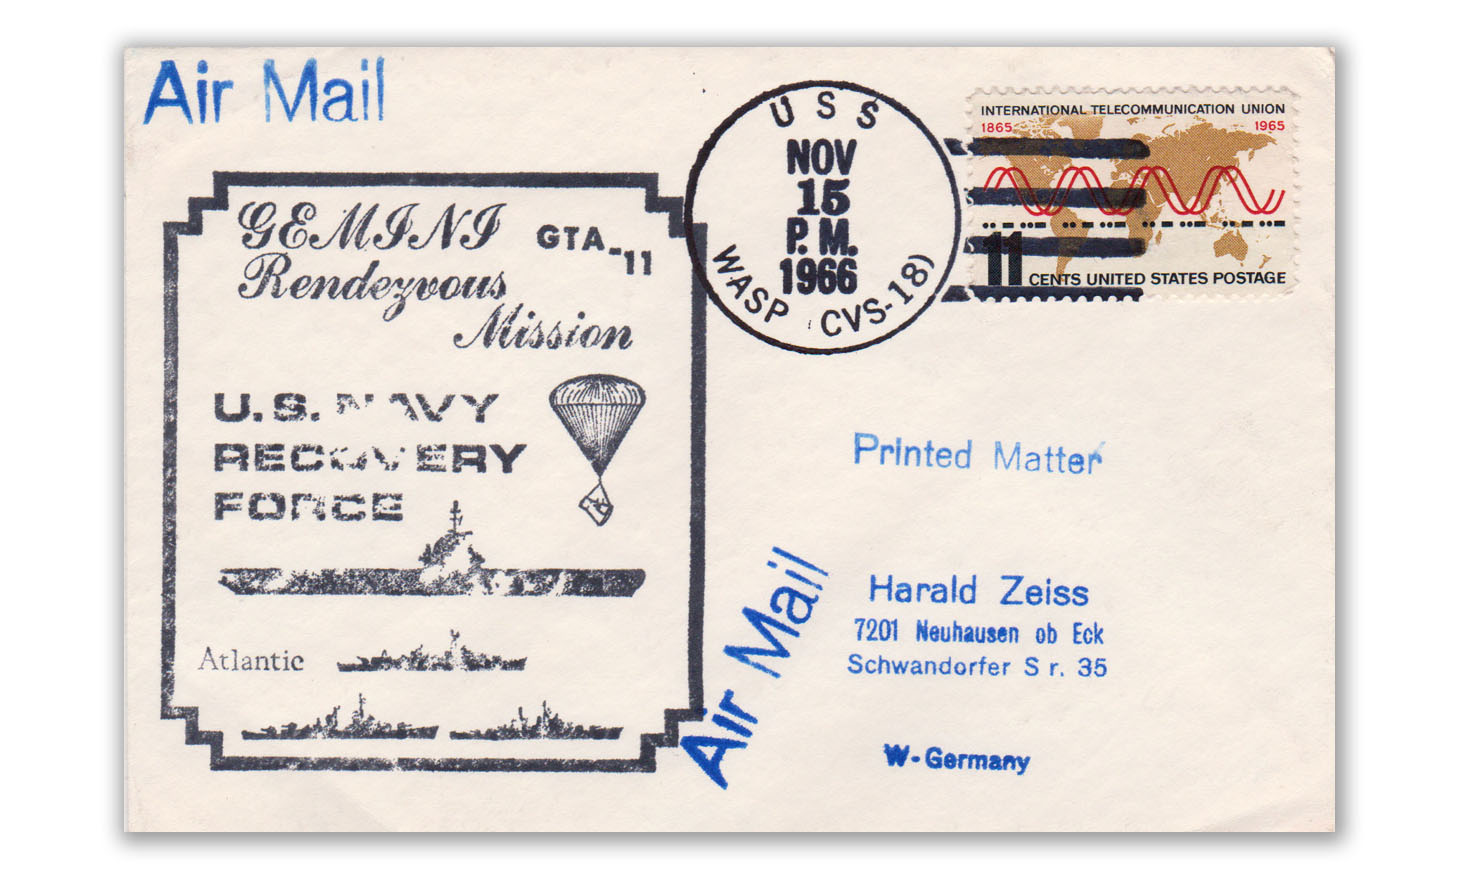 Air Mail
GEMINI GTA-11
Rendezvous
Mission
U.S. NAVY
RECOVERY
FORCE
Atlantic
USS
NOV
15
P. M.
1966
WASP (CVS-18)
INTERNATIONAL TELECOMMUNICATION UNION
1865 1965
11 CENTS UNITED STATES POSTAGE
Printed Matter
Air Mail
Harald Zeiss
7201 Neuhausen ob Eck
Schwandorfer S r. 35
W-Germany